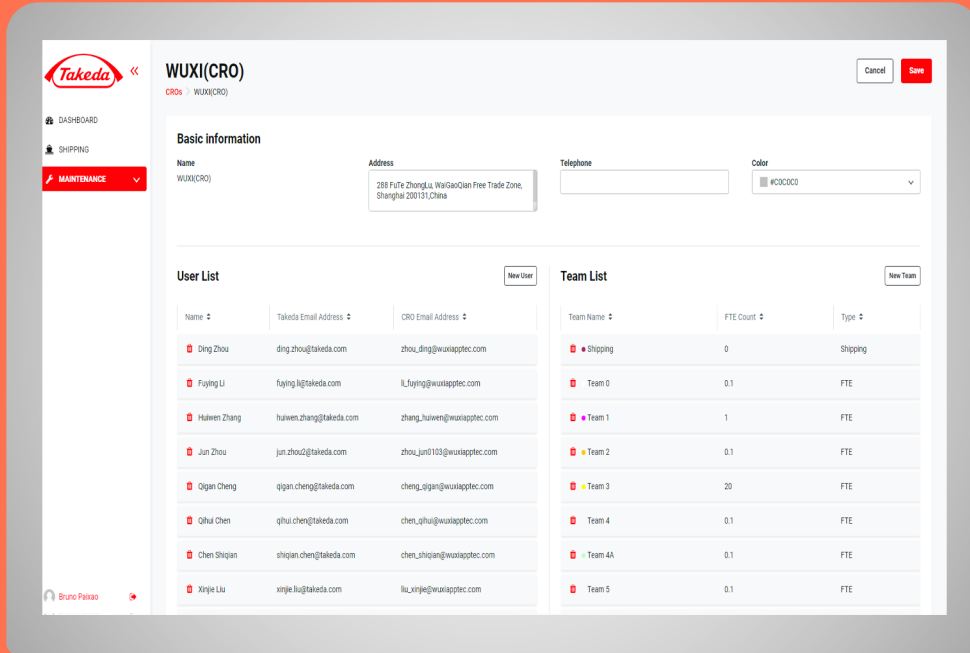 Takeda
WUXI(CRO)
Cancel
Save
CROs > WUXI(CRO)
DASHBOARD
SHIPPING
MAINTENANCE
Basic information
Name
Address
Telephone
Color
WUXI(CRO)
288 FuTe ZhongLu, WaiGaoQian Free Trade Zone,
Shanghai 200131,China
#C0C0C0
User List
New User
Name
Takeda Email Address
CRO Email Address
Ding Zhou ding.zhou@takeda.com zhou_ding@wuxiapptec.com
Fuying Li fuying.li@takeda.com li_fuying@wuxiapptec.com
Huiwen Zhang huiwen.zhang@takeda.com zhang_huiwen@wuxiapptec.com
Jun Zhou jun.zhou2@takeda.com zhou_jun0103@wuxiapptec.com
Qigan Cheng qigan.cheng@takeda.com cheng_qigan@wuxiapptec.com
Qihui Chen qihui.chen@takeda.com chen_qihui@wuxiapptec.com
Chen Shiqian shiqian.chen@takeda.com chen_shiqian@wuxiapptec.com
Xinjie Liu xinjie.liu@takeda.com liu_xinjie@wuxiapptec.com
Team List
New Team
Team Name
FTE Count
Type
Shipping 0 Shipping
Team 0 0.1 FTE
Team 1 1 FTE
Team 2 0.1 FTE
Team 3 20 FTE
Team 4 0.1 FTE
Team 4A 0.1 FTE
Team 5 0.1 FTE
Bruno Paixao